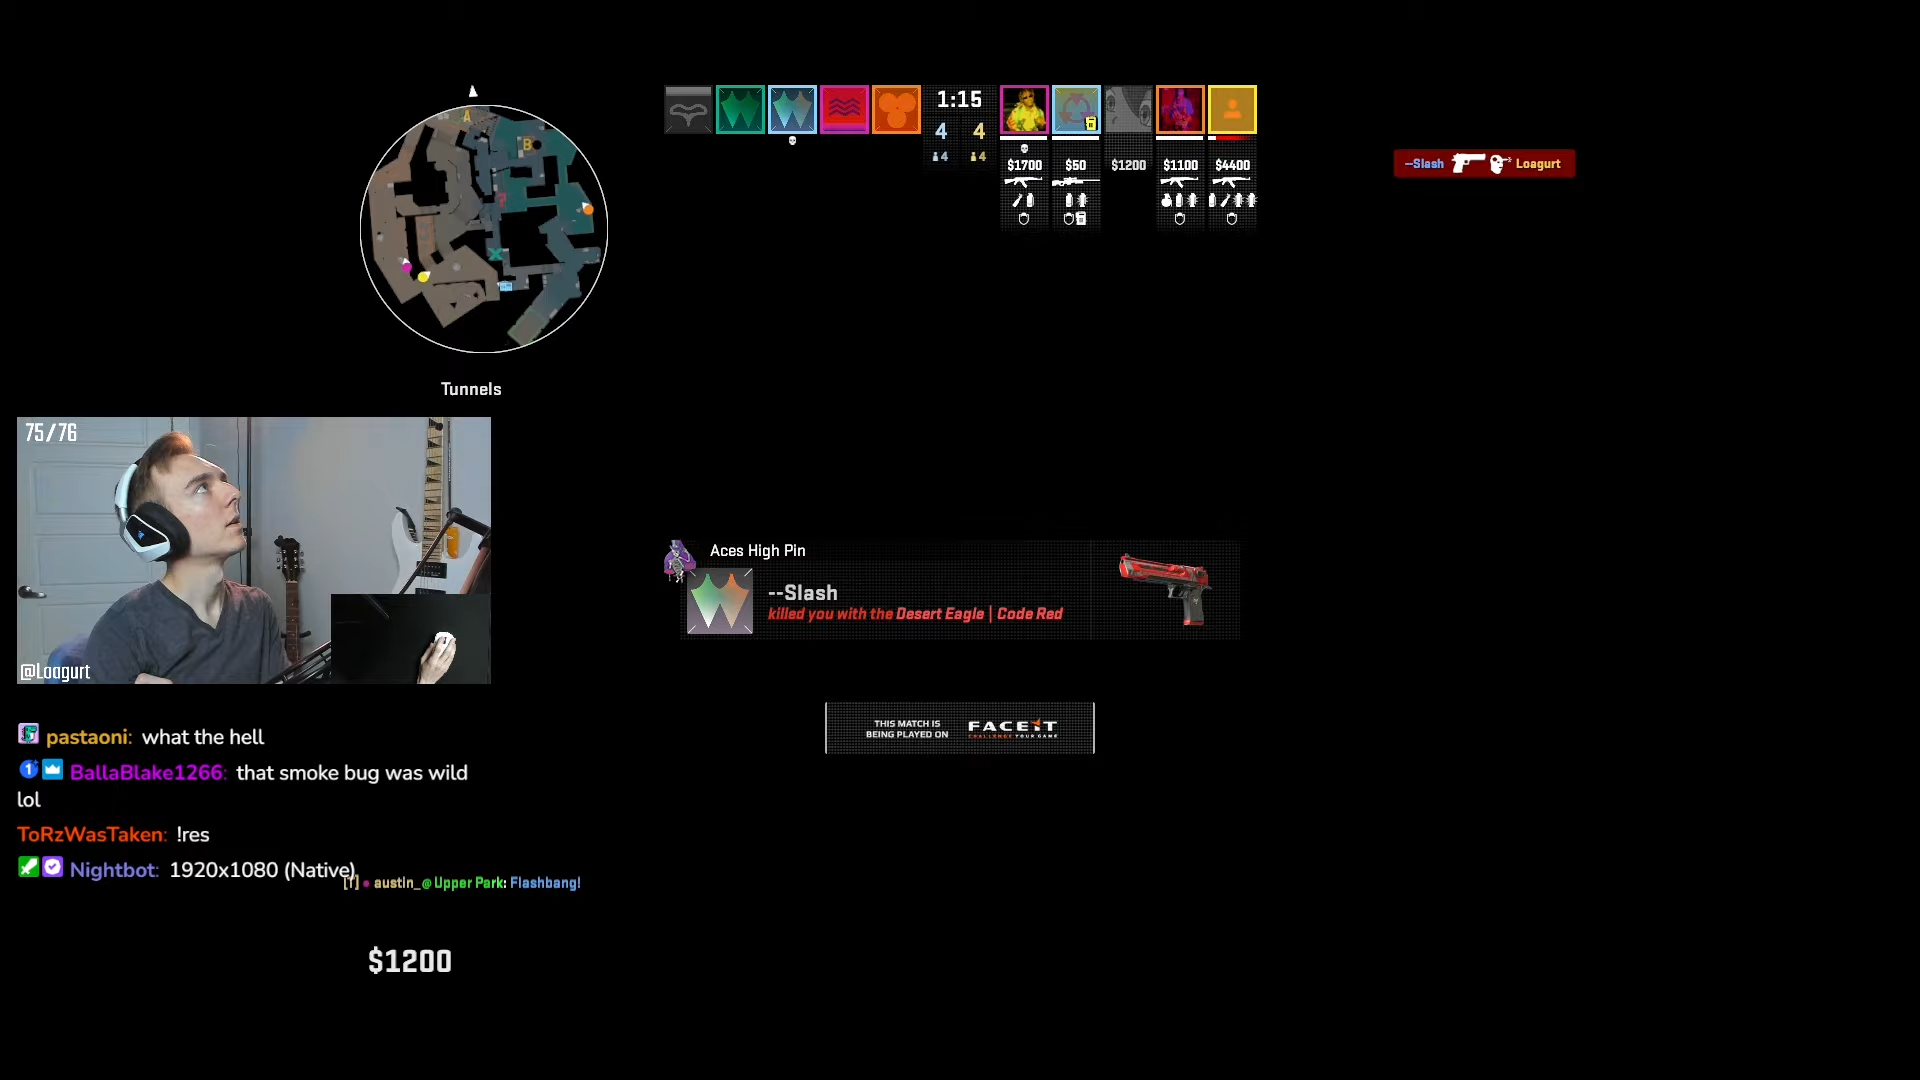 A
B
Tunnels
1:15
4 4
4 4
$1700 $50 $1200 $1100 $4400
--Slash Loagurt
75/76
@Loagurt
Aces High Pin
--Slash
killed you with the Desert Eagle | Code Red
THIS MATCH IS
BEING PLAYED ON
FACEIT
CHALLENGE YOUR GAME
pastaoni: what the hell
BallaBlake1266: that smoke bug was wild
lol
ToRzWasTaken: !res
Nightbot: 1920x1080 (Native)
[T] • austin_@ Upper Park: Flashbang!
$1200